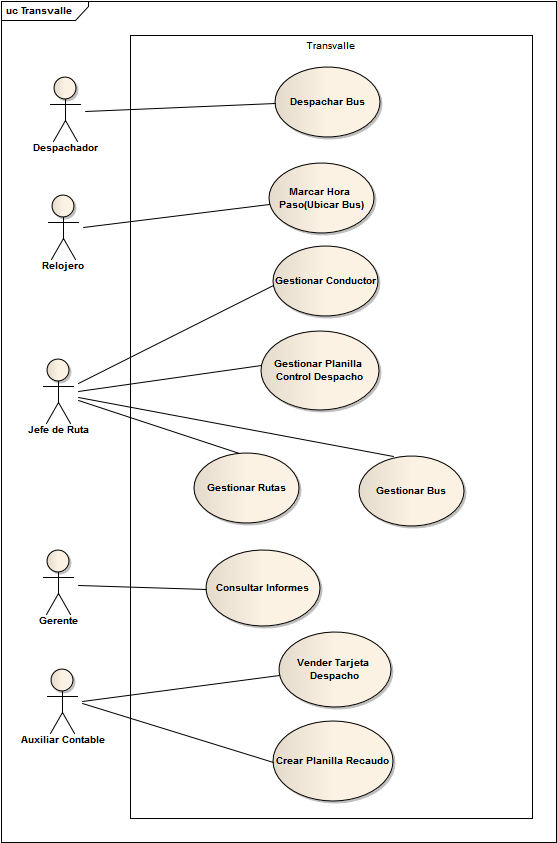 uc Transvalle
Transvalle
Despachar Bus
Despachador
Marcar Hora
Paso(Ubicar Bus)
Relojero
Gestionar Conductor
Gestionar Planilla
Control Despacho
Jefe de Ruta
Gestionar Rutas
Gestionar Bus
Consultar Informes
Gerente
Vender Tarjeta
Despacho
Auxiliar Contable
Crear Planilla Recaudo